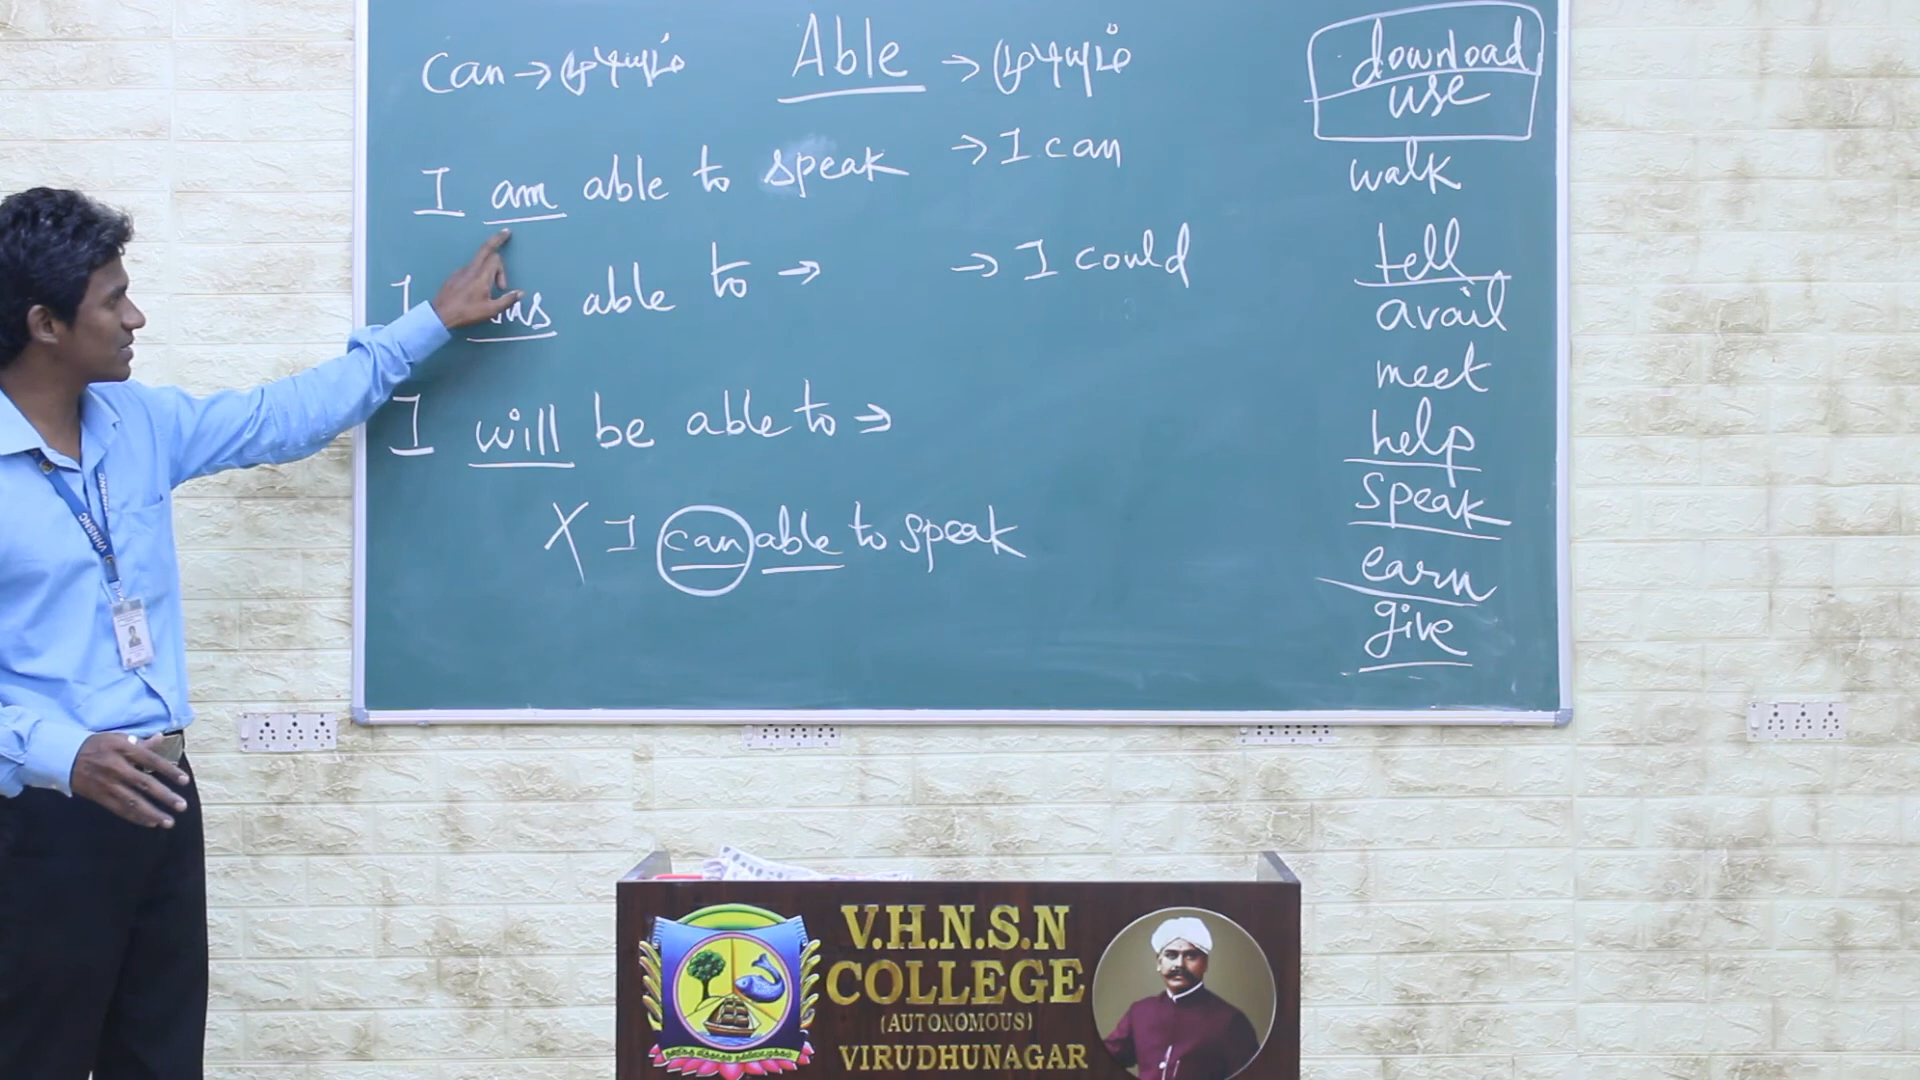 Can → முடியும் Able → முடியும்
I am able to speak → I can
I was able to → → I could
I will be able to →
X I can able to speak
download
use
walk
tell
avail
meet
help
speak
earn
give
VHNSNC
V.H.N.S.N
COLLEGE
(AUTONOMOUS)
VIRUDHUNAGAR